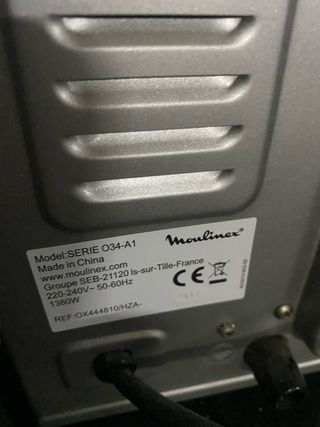 Model:SERIE O34-A1
Moulinex
Made in China
www.moulinex.com
Groupe SEB-21120 Is-sur-Tille-France
220-240V~ 50-60Hz
1380W
CE
REF:OX444810/HZA-